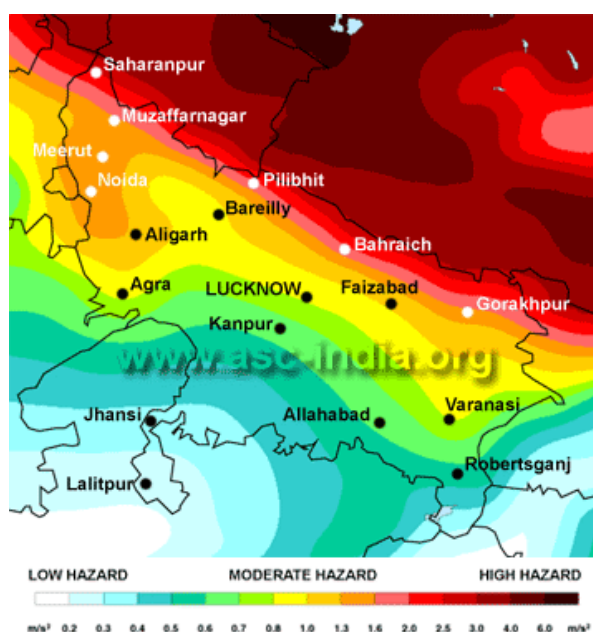 Saharanpur
Muzaffarnagar
Meerut
Noida
Pilibhit
Bareilly
Aligarh
Bahraich
Agra
LUCKNOW
Faizabad
Gorakhpur
Kanpur
www.asc-india.org
Jhansi
Allahabad
Varanasi
Robertsganj
Lalitpur
LOW HAZARD MODERATE HAZARD HIGH HAZARD
m/s² 0.2 0.3 0.4 0.5 0.6 0.7 0.8 1.0 1.3 1.6 2.0 2.5 3.0 4.0 6.0 m/s²